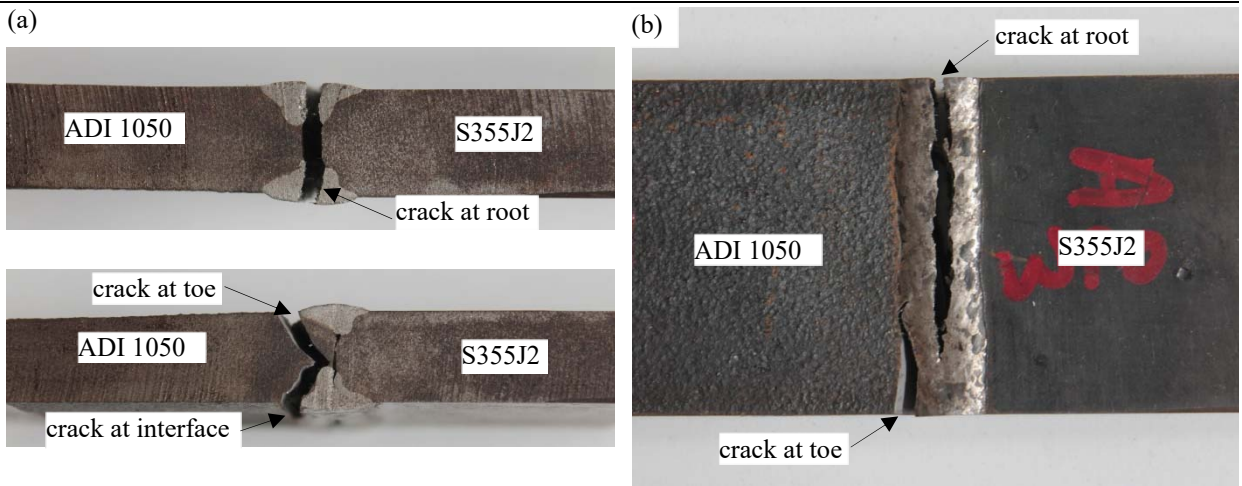 (a)
ADI 1050
S355J2
crack at root
crack at toe
ADI 1050
S355J2
crack at interface
(b)
crack at root
ADI 1050
S355J2
A
crack at toe